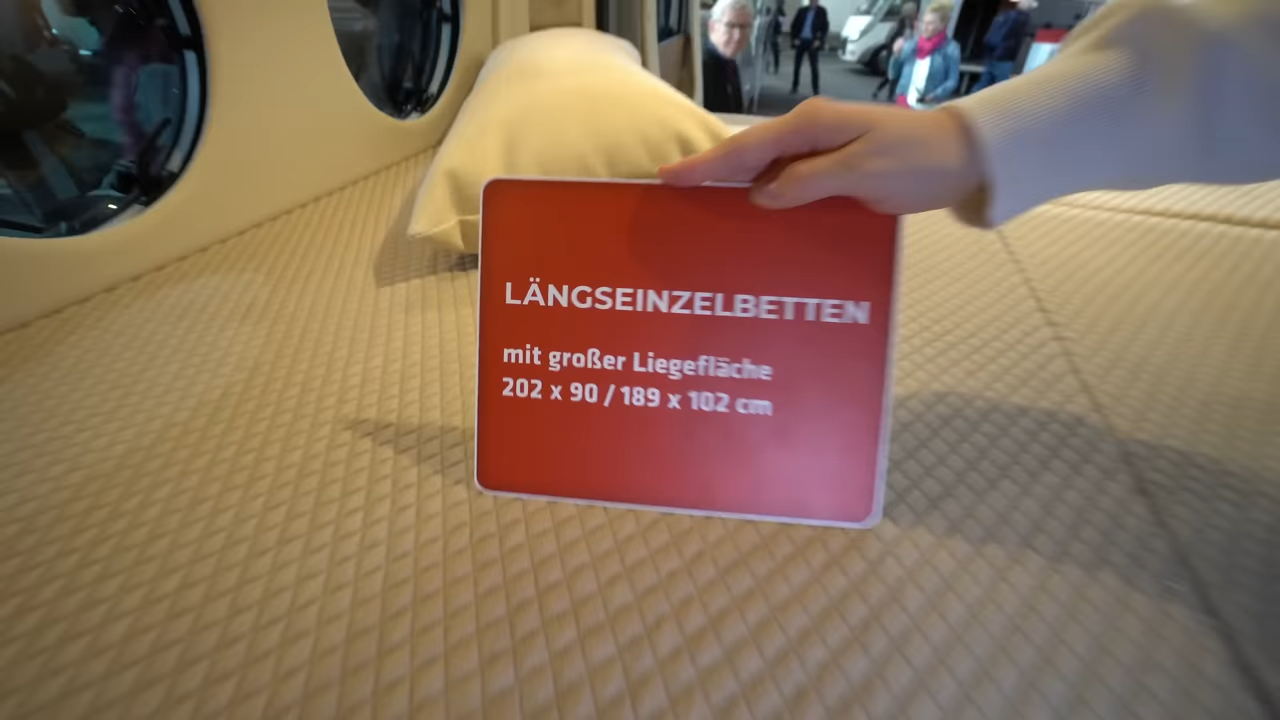 LÄNGSEINZELBETTEN
mit großer Liegefläche
202 x 90 / 189 x 102 cm